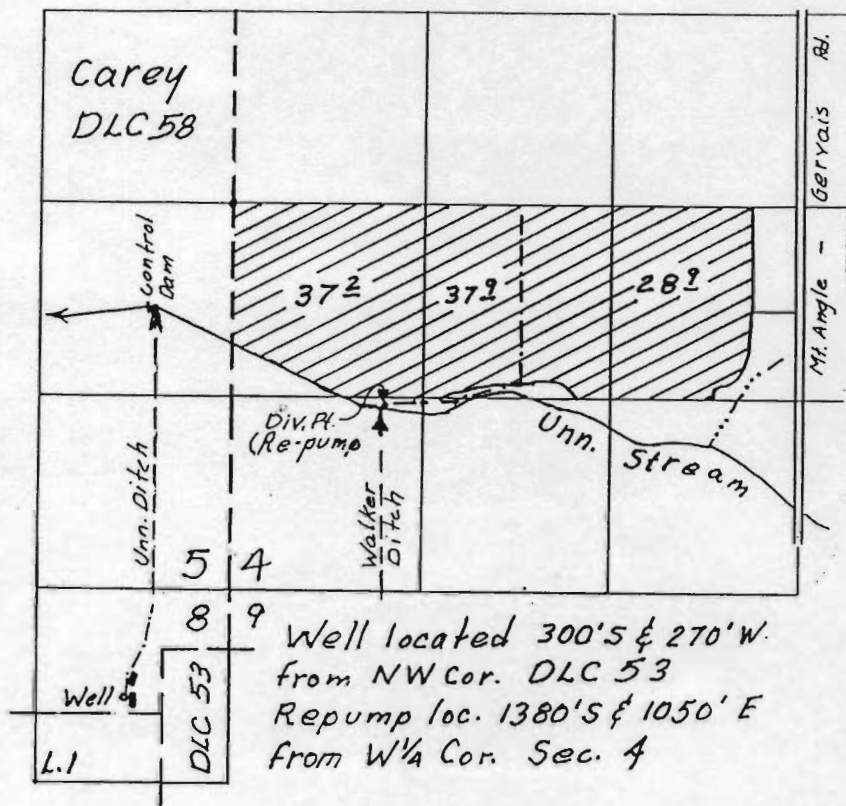 Carey
DLC 58
Mt. Angle – Gervais Rd.
Control
Dam
37 2
37 9
28 9
Div. Pt.
(Re-pump
Unn. Stream
Unn. Ditch
Walker
Ditch
5 4
8 9
Well
DLC 53
L.1
Well located 300'S & 270'W.
from NW Cor. DLC 53
Repump loc. 1380'S & 1050' E
from W¼ Cor. Sec. 4